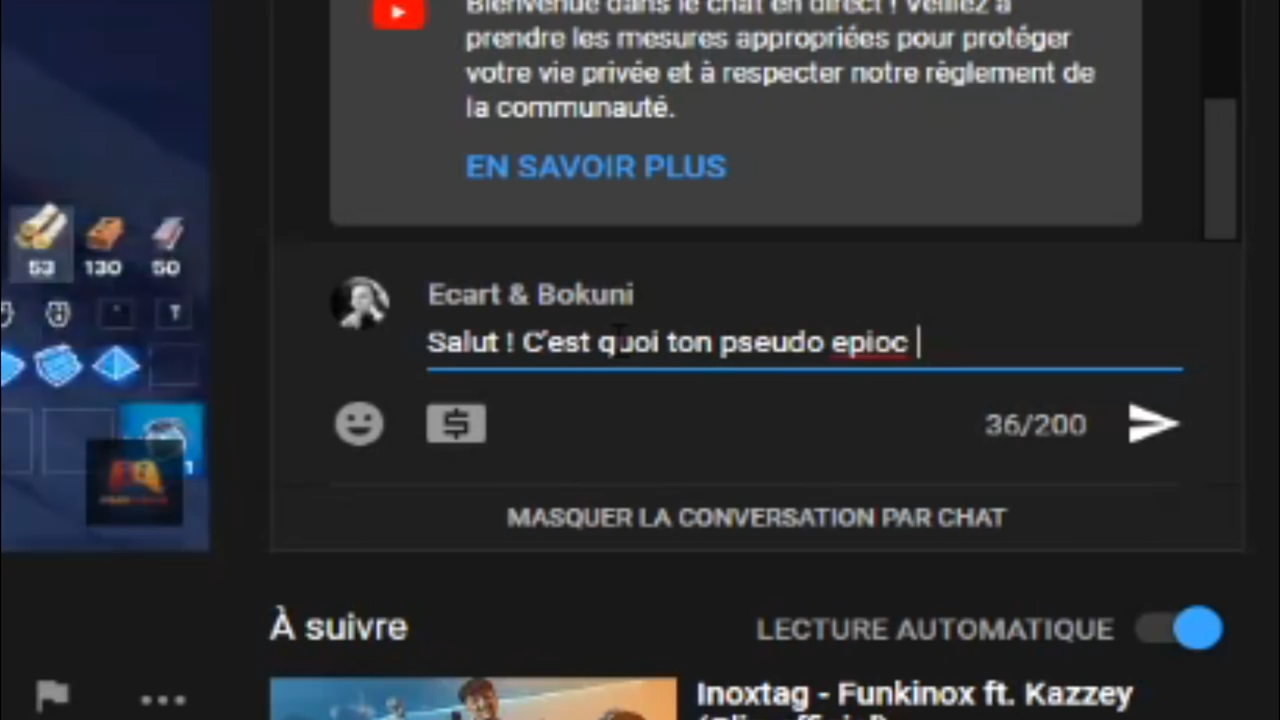 Bienvenue dans le chat en direct ! Veillez à
prendre les mesures appropriées pour protéger
votre vie privée et à respecter notre règlement de
la communauté.
EN SAVOIR PLUS
53 130 50
T
Ecart & Bokuni
Salut ! C'est quoi ton pseudo epioc
36/200
1
MASQUER LA CONVERSATION PAR CHAT
À suivre
LECTURE AUTOMATIQUE
Inoxtag - Funkinox ft. Kazzey